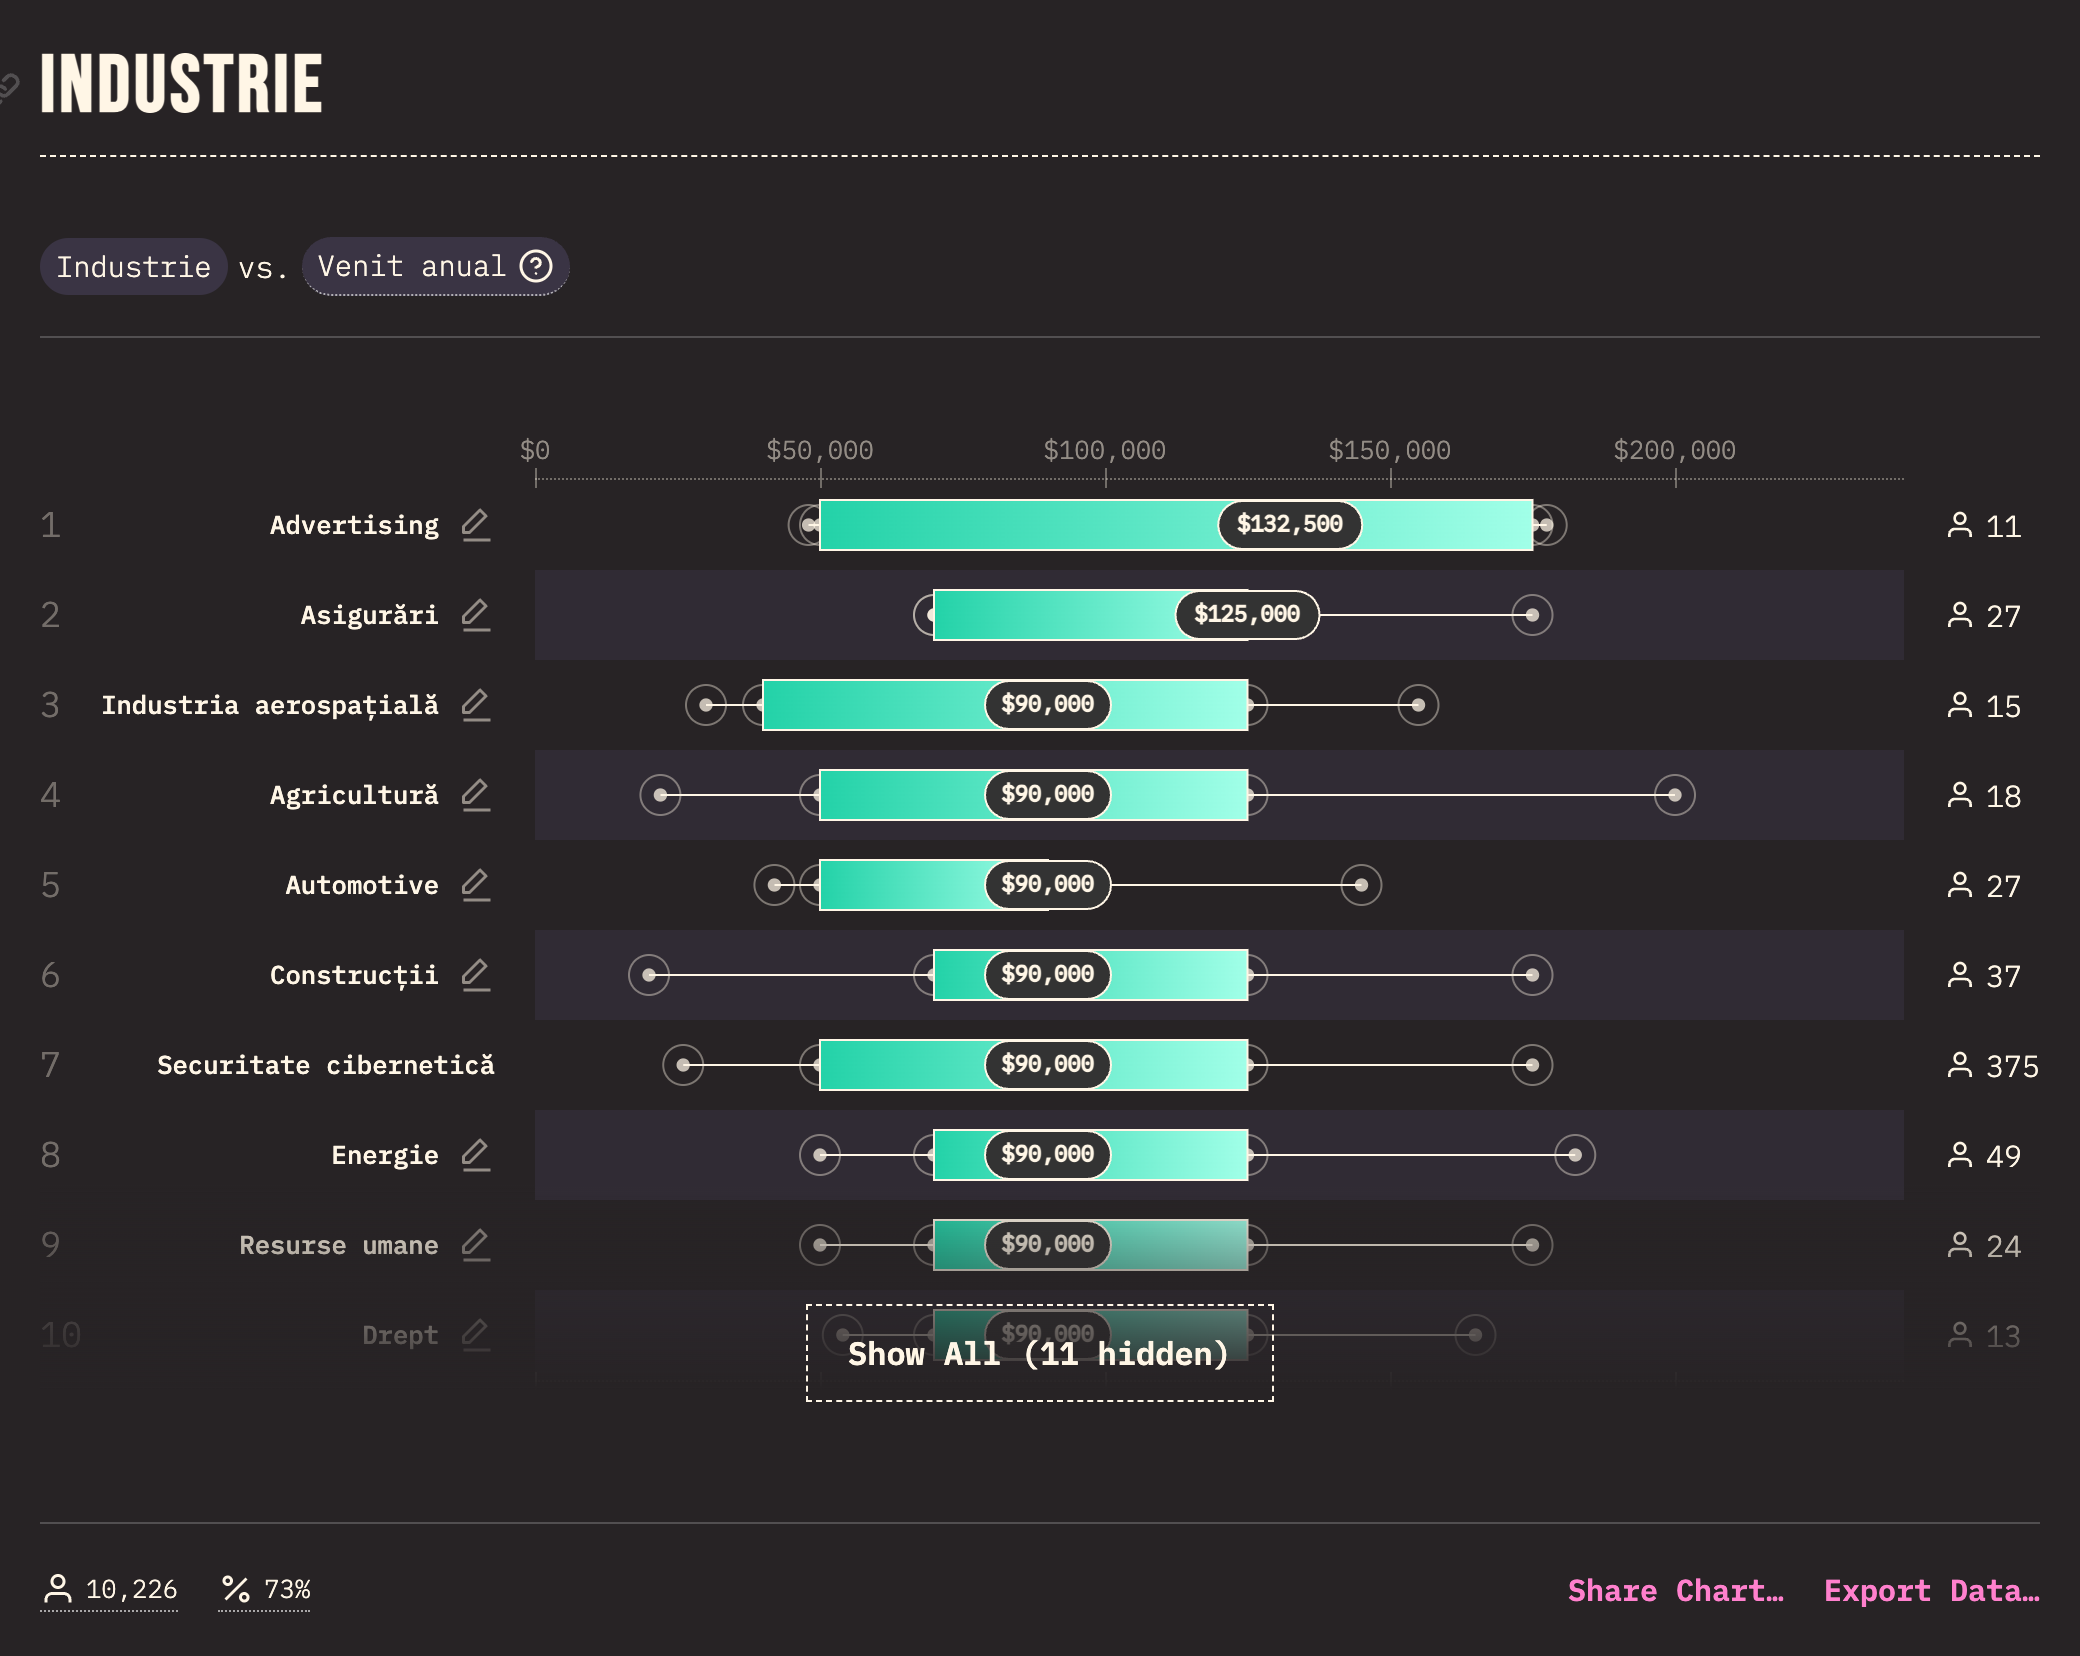 INDUSTRIE
Industrie vs. Venit anual ?
$0 $50,000 $100,000 $150,000 $200,000
1 Advertising $132,500 11
2 Asigurări $125,000 27
3 Industria aerospațială $90,000 15
4 Agricultură $90,000 18
5 Automotive $90,000 27
6 Construcții $90,000 37
7 Securitate cibernetică $90,000 375
8 Energie $90,000 49
9 Resurse umane $90,000 24
10 Drept $90,000 13
Show All (11 hidden)
10,226 % 73% Share Chart… Export Data…